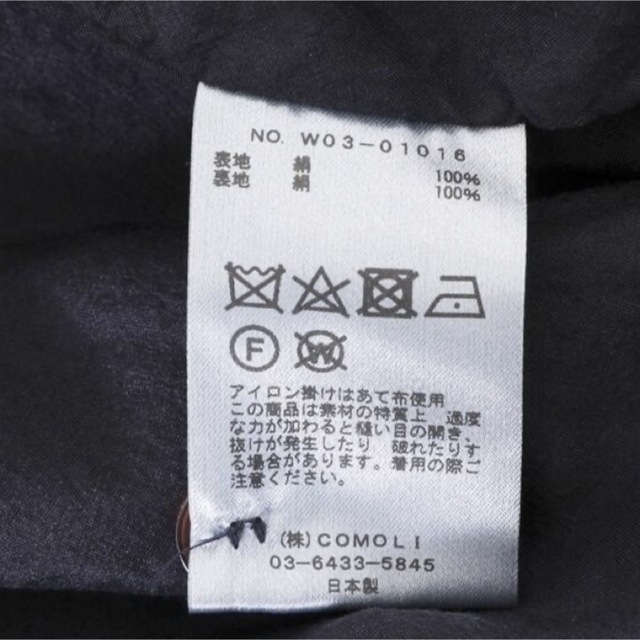 NO. W03-01016
表地 絹 100%
裏地 絹 100%
F W
アイロン掛けはあて布使用
この商品は素材の特質上、過度
な力が加わると縫い目の開き、
抜けが発生したり、破れたりす
る場合があります。着用の際ご
注意ください。
(株)COMOLI
03-6433-5845
日本製